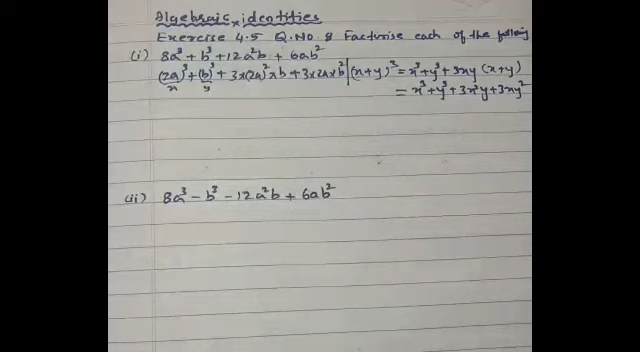 Algebraic identities
Exercise 4.5 Q.No 8 Factorise each of the following
(i) 8a³ + b³ + 12a²b + 6ab²
(2a)³ + (b)³ + 3×(2a)²×b + 3×2a×b² | (x+y)³ = x³+y³+3xy (x+y)
x y = x³+y³+3x²y+3xy²
(ii) 8a³ - b³ - 12a²b + 6ab²